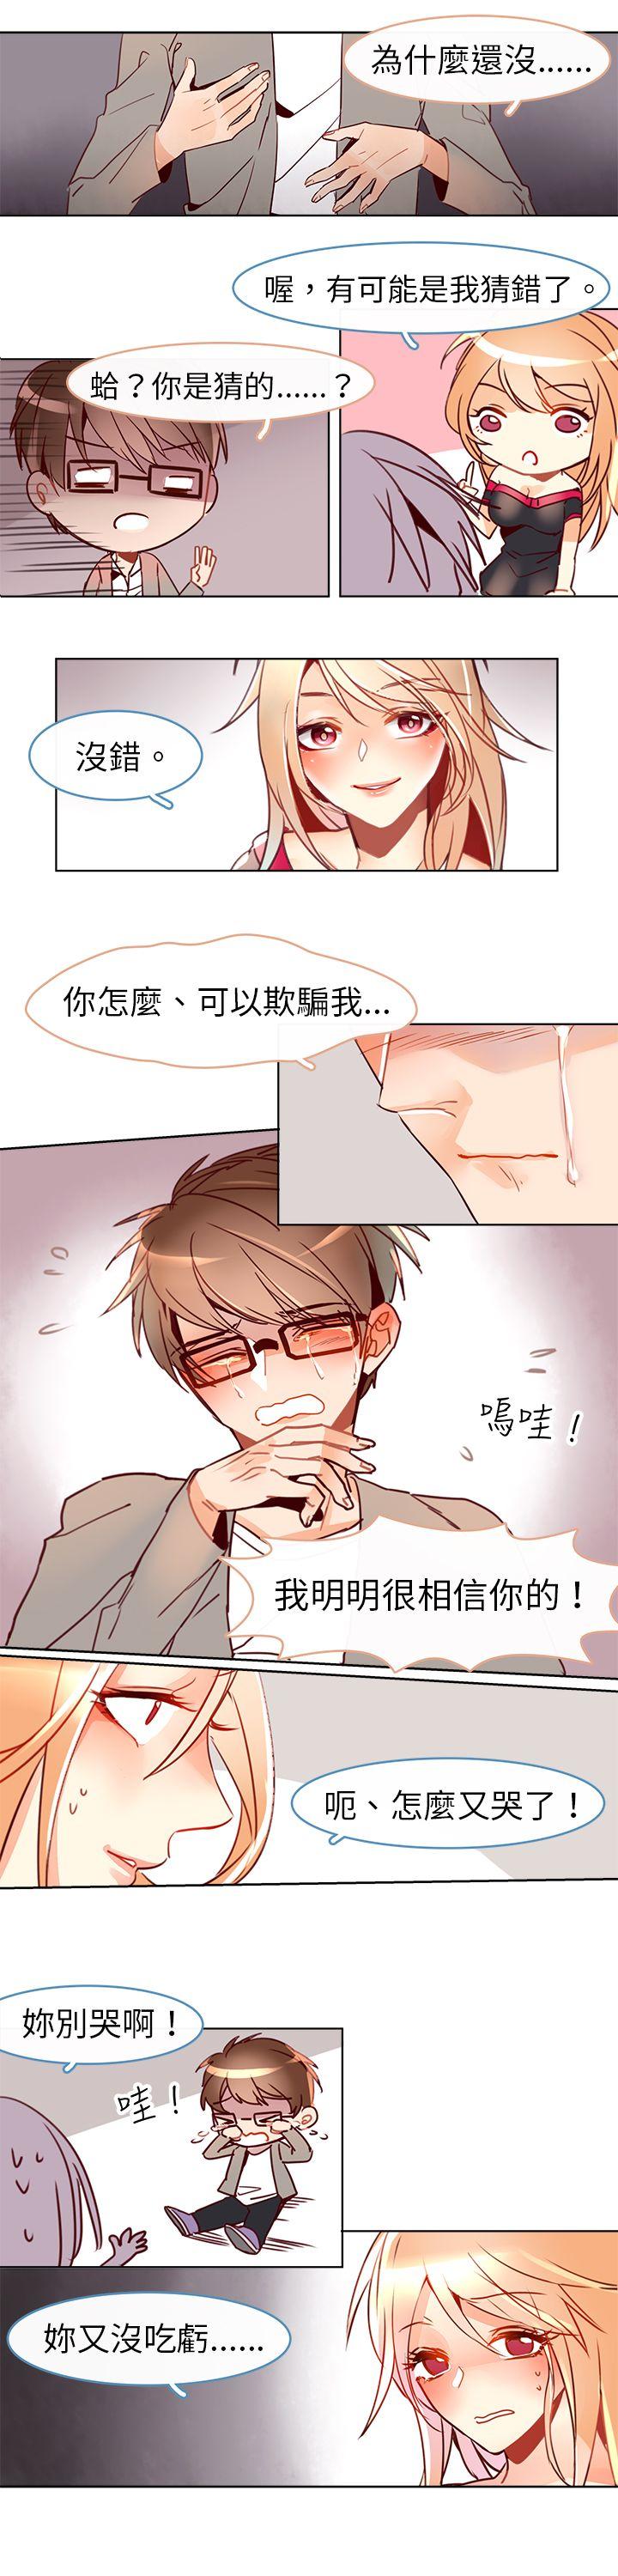 為什麼還沒……
喔，有可能是我猜錯了。
蛤？你是猜的……？
沒錯。
你怎麼、可以欺騙我…
嗚哇！
我明明很相信你的！
呃、怎麼又哭了！
妳別哭啊！
哇！
妳又沒吃虧……